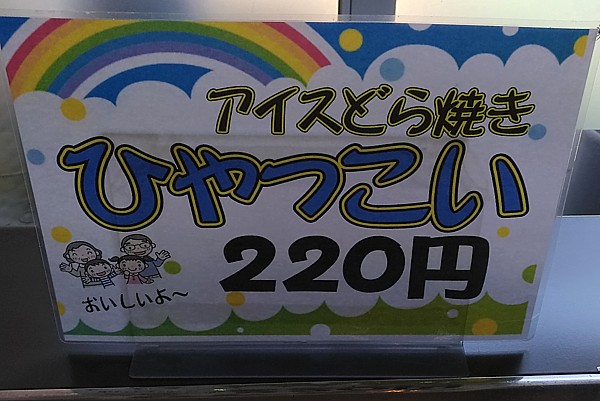 アイスどら焼き
ひやっこい
220円
おいしいよ～